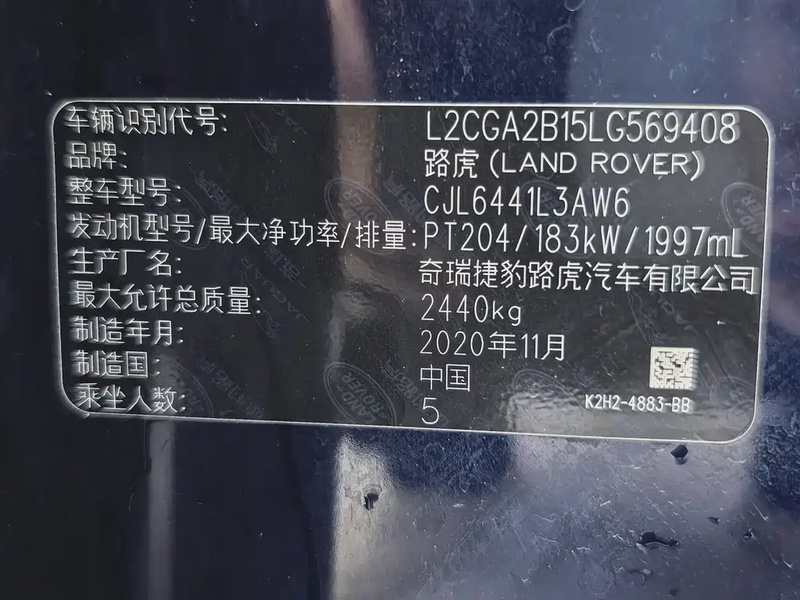 车辆识别代号: L2CGA2B15LG569408
品牌: 路虎 (LAND ROVER)
整车型号: CJL6441L3AW6
发动机型号/最大净功率/排量: PT204/183kW/1997mL
生产厂名: 奇瑞捷豹路虎汽车有限公司
最大允许总质量: 2440kg
制造年月: 2020年11月
制造国: 中国
乘坐人数: 5
K2H2-4883-BB